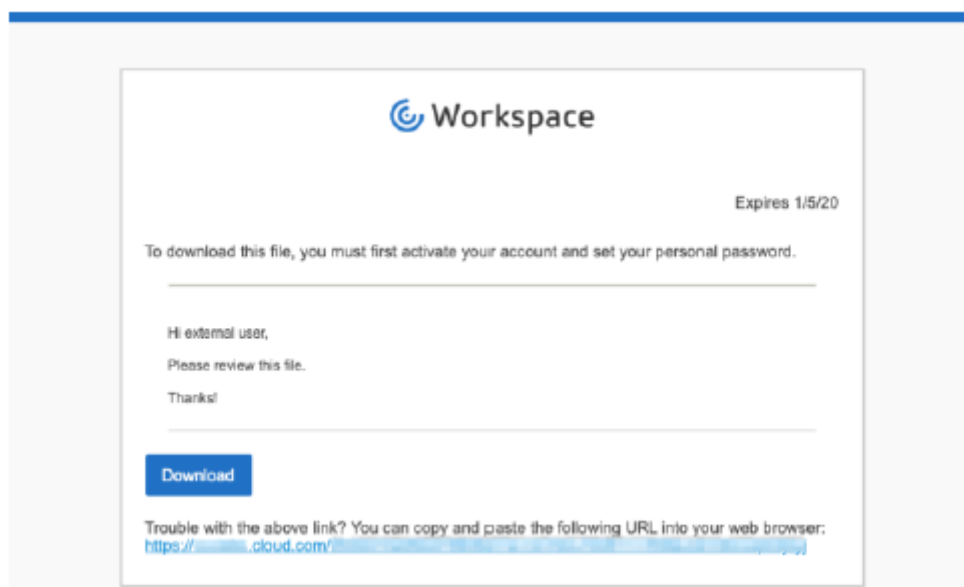 Workspace
Expires 1/5/20
To download this file, you must first activate your account and set your personal password.
Hi external user,
Please review this file.
Thanks!
Download
Trouble with the above link? You can copy and paste the following URL into your web browser:
https:// .cloud.com/